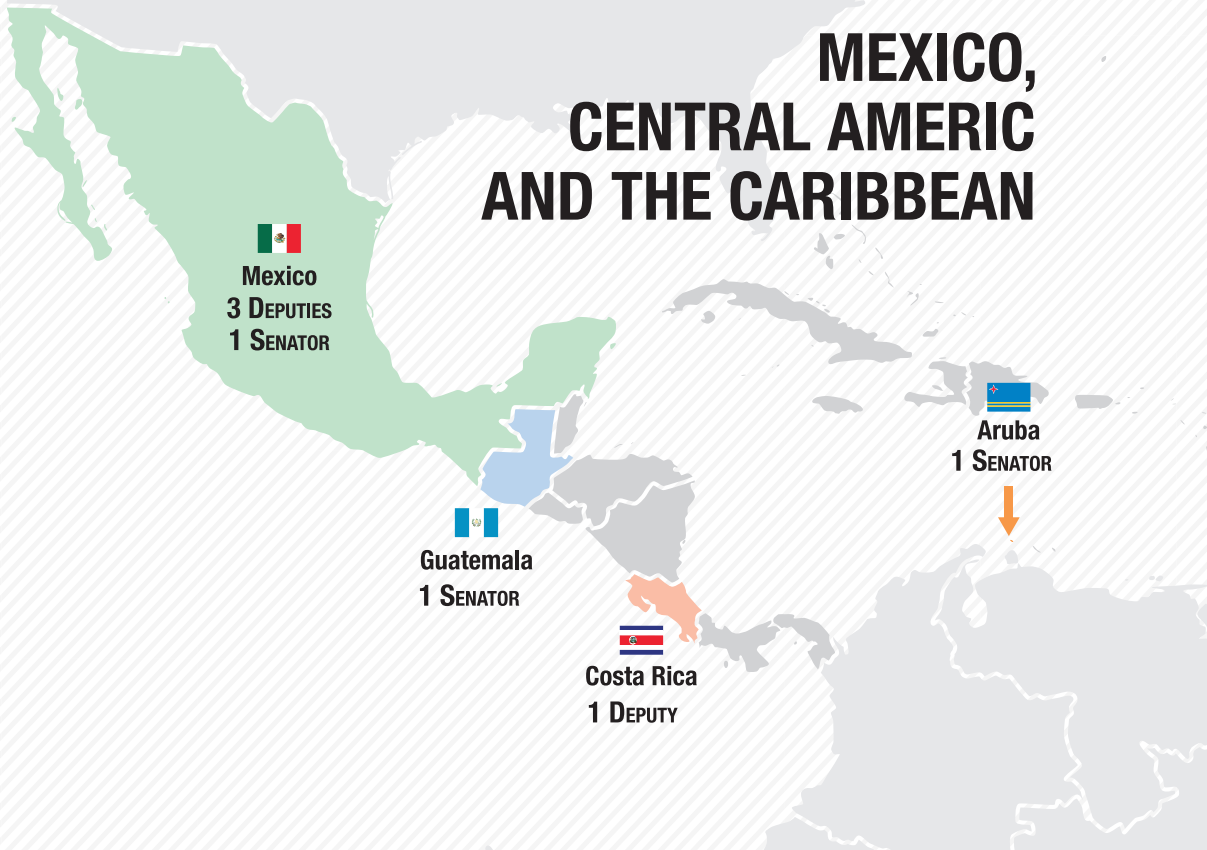 MEXICO,
CENTRAL AMERIC
AND THE CARIBBEAN
Mexico
3 DEPUTIES
1 SENATOR
Aruba
1 SENATOR
Guatemala
1 SENATOR
Costa Rica
1 DEPUTY